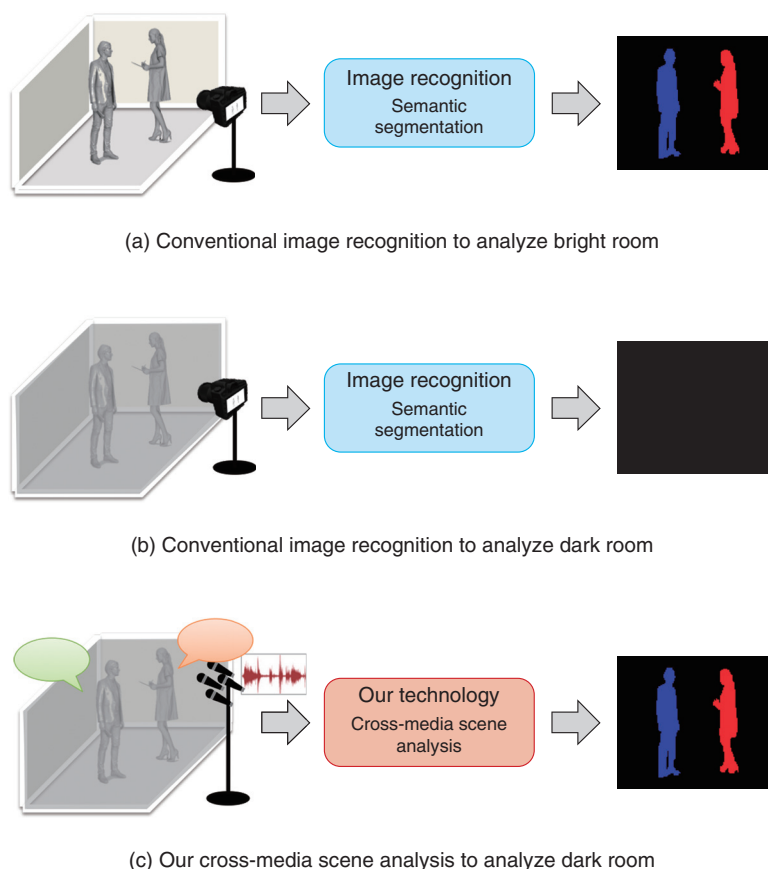 Image recognition
Semantic
segmentation
(a) Conventional image recognition to analyze bright room
Image recognition
Semantic
segmentation
(b) Conventional image recognition to analyze dark room
Our technology
Cross-media scene
analysis
(c) Our cross-media scene analysis to analyze dark room